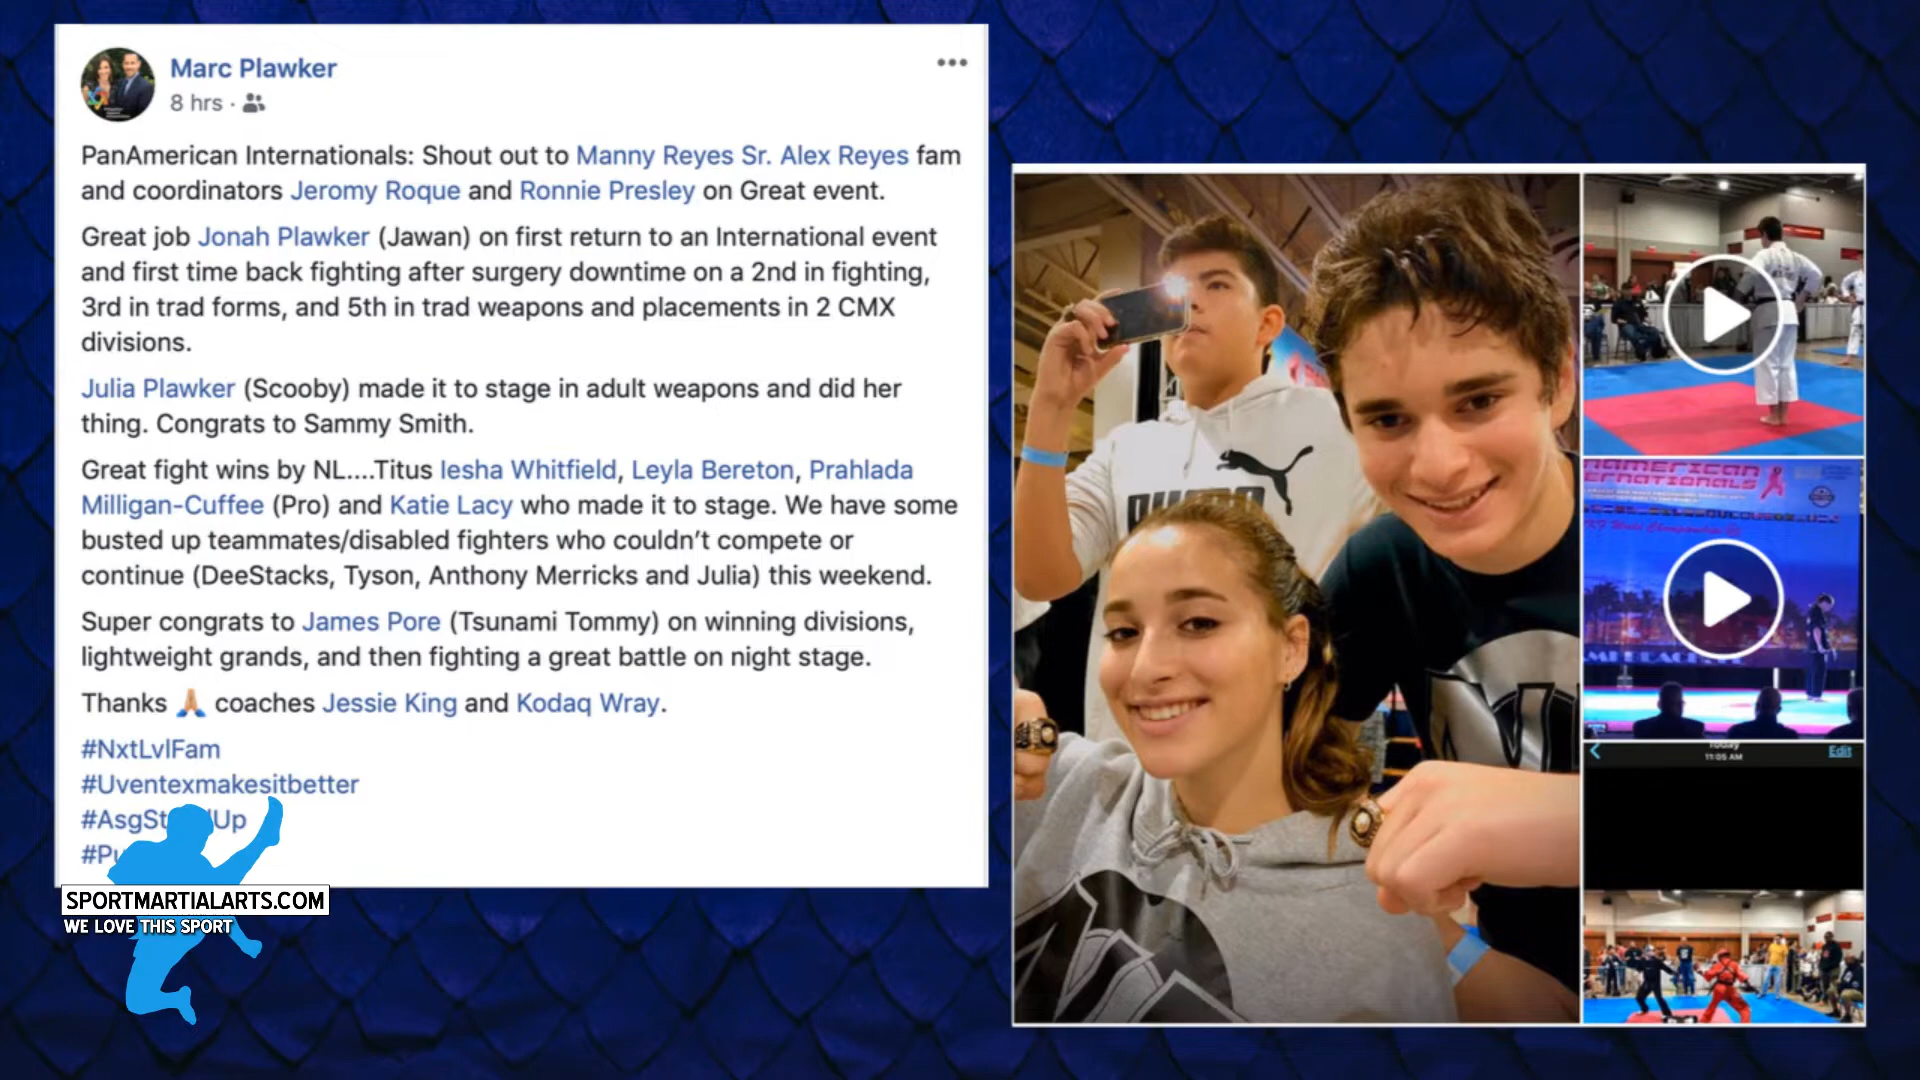 Marc Plawker
8 hrs ·
PanAmerican Internationals: Shout out to Manny Reyes Sr. Alex Reyes fam
and coordinators Jeromy Roque and Ronnie Presley on Great event.
Great job Jonah Plawker (Jawan) on first return to an International event
and first time back fighting after surgery downtime on a 2nd in fighting,
3rd in trad forms, and 5th in trad weapons and placements in 2 CMX
divisions.
Julia Plawker (Scooby) made it to stage in adult weapons and did her
thing. Congrats to Sammy Smith.
Great fight wins by NL....Titus Iesha Whitfield, Leyla Bereton, Prahlada
Milligan-Cuffee (Pro) and Katie Lacy who made it to stage. We have some
busted up teammates/disabled fighters who couldn't compete or
continue (DeeStacks, Tyson, Anthony Merricks and Julia) this weekend.
Super congrats to James Pore (Tsunami Tommy) on winning divisions,
lightweight grands, and then fighting a great battle on night stage.
Thanks 🙏🏼 coaches Jessie King and Kodaq Wray.
#NxtLvlFam
#Uventexmakesitbetter
SPORTMARTIALARTS.COM
WE LOVE THIS SPORT
Today
11:05 AM
Edit